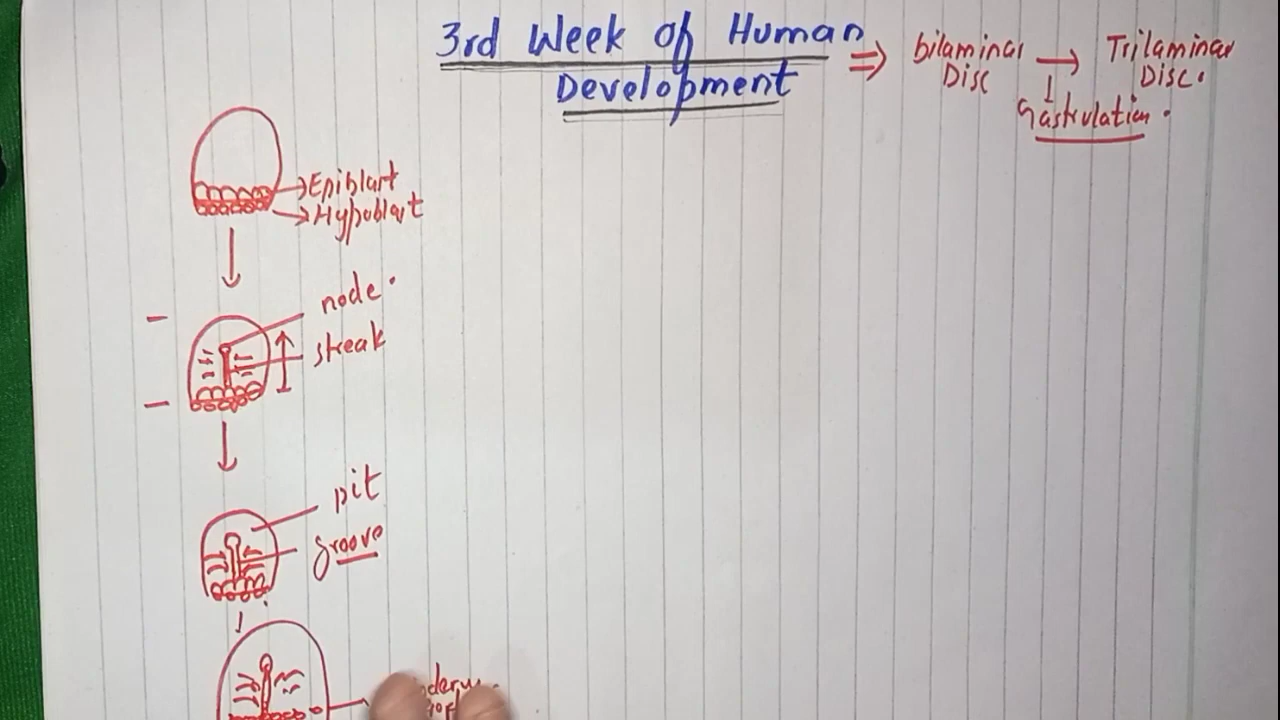 3rd Week of Human
Development
⇒ bilaminar → Trilaminar
Disc Disc.
Gastrulation.
→ Epiblast
→ Hypoblast
node.
streak
pit
groove